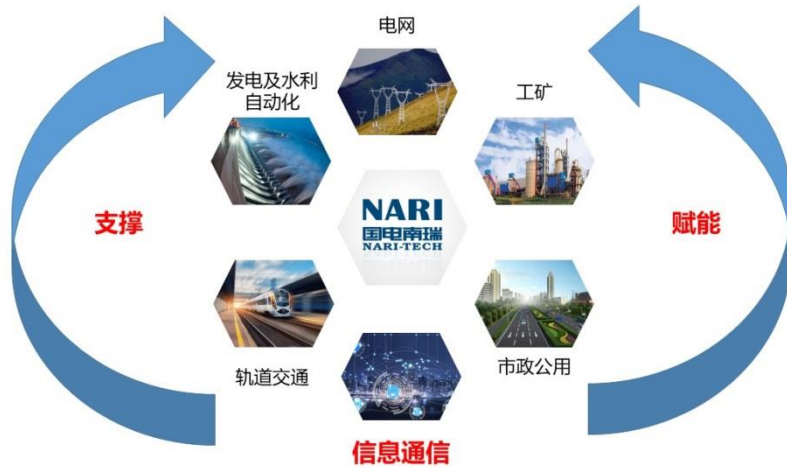 电网
发电及水利
自动化
工矿
支撑
NARI
国电南瑞
NARI-TECH
赋能
轨道交通
市政公用
信息通信